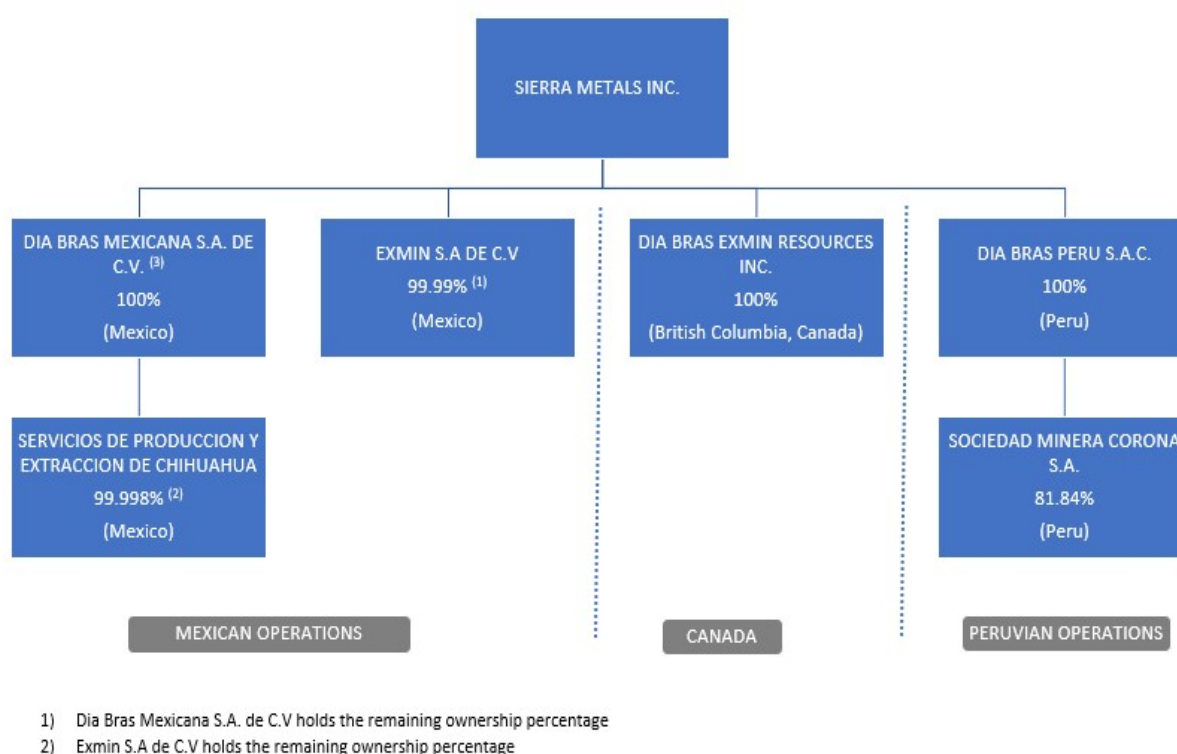 SIERRA METALS INC.
DIA BRAS MEXICANA S.A. DE
C.V. (3)
100%
(Mexico)
EXMIN S.A DE C.V
99.99% (1)
(Mexico)
DIA BRAS EXMIN RESOURCES
INC.
100%
(British Columbia, Canada)
DIA BRAS PERU S.A.C.
100%
(Peru)
SERVICIOS DE PRODUCCION Y
EXTRACCION DE CHIHUAHUA
99.998% (2)
(Mexico)
SOCIEDAD MINERA CORONA
S.A.
81.84%
(Peru)
MEXICAN OPERATIONS
CANADA
PERUVIAN OPERATIONS
1) Dia Bras Mexicana S.A. de C.V holds the remaining ownership percentage
2) Exmin S.A de C.V holds the remaining ownership percentage